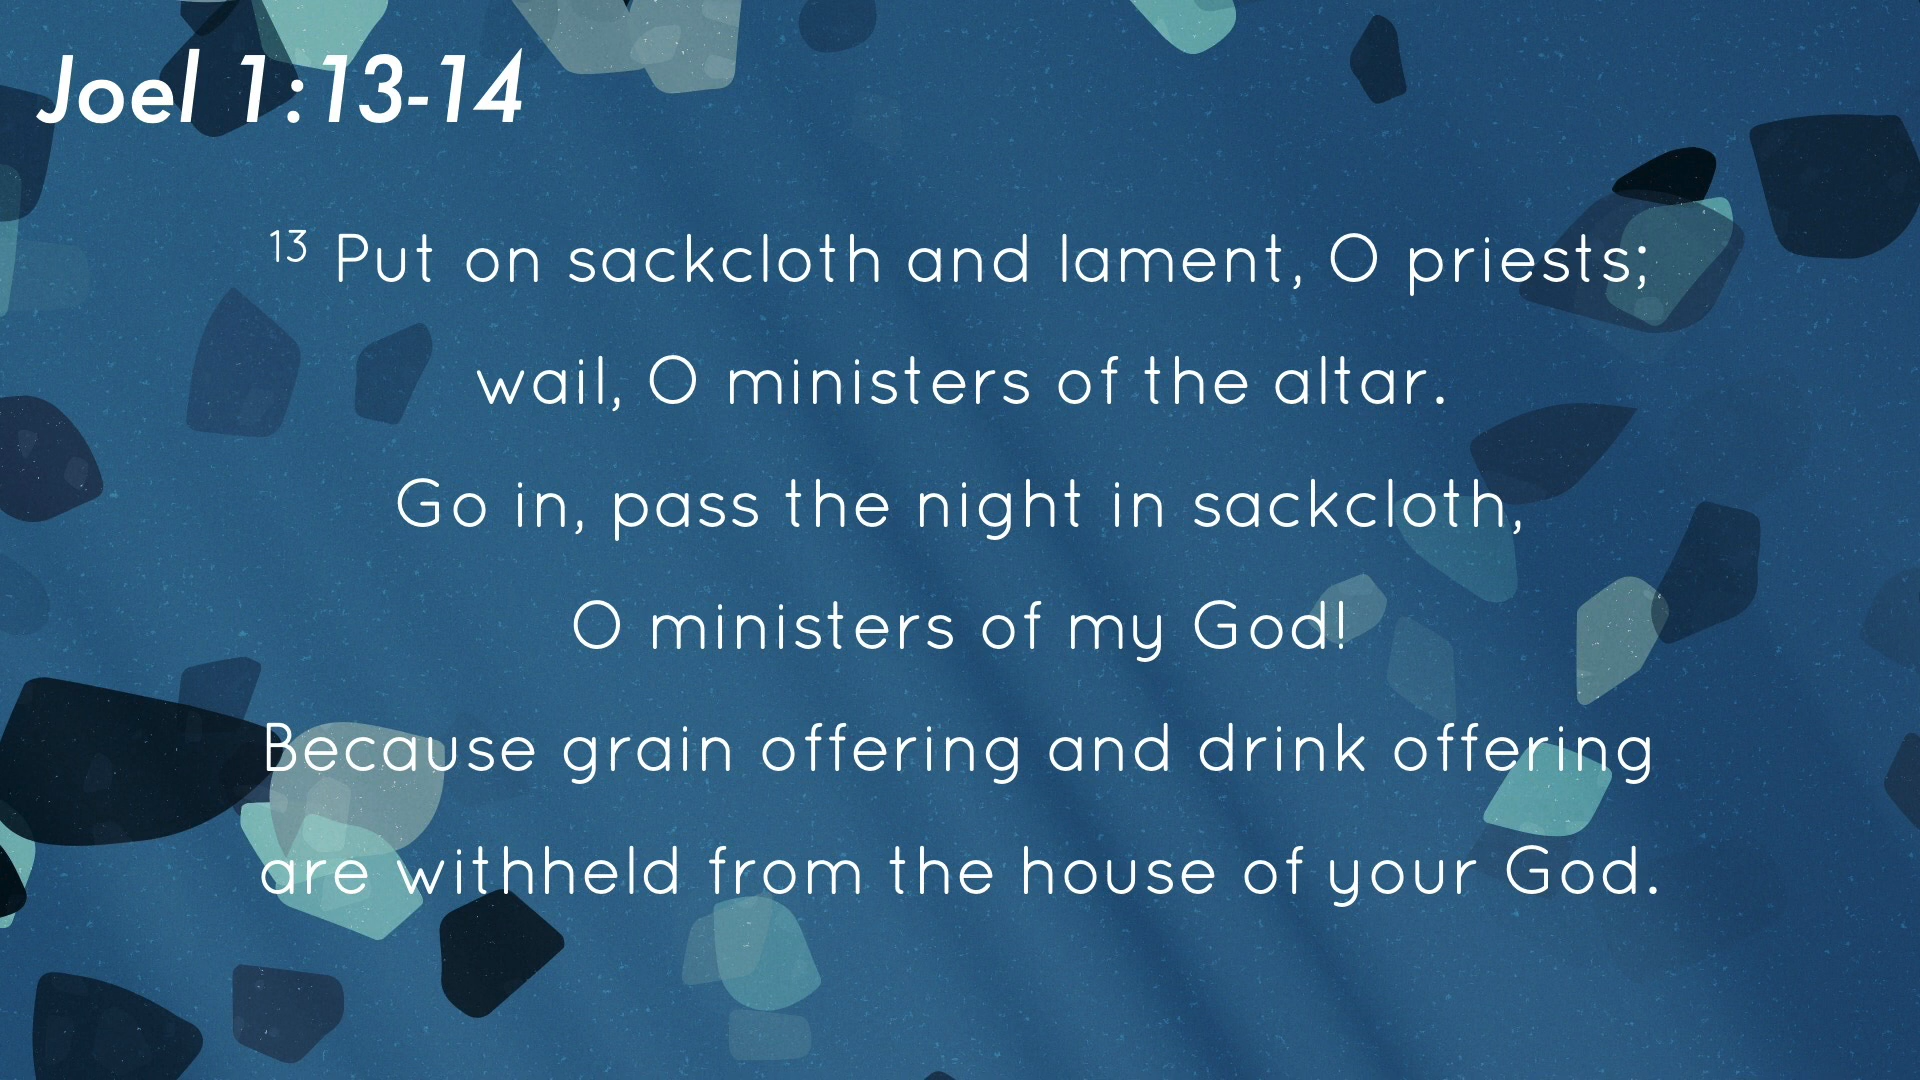 Joel 1:13-14
13 Put on sackcloth and lament, O priests;
wail, O ministers of the altar.
Go in, pass the night in sackcloth,
O ministers of my God!
Because grain offering and drink offering
are withheld from the house of your God.